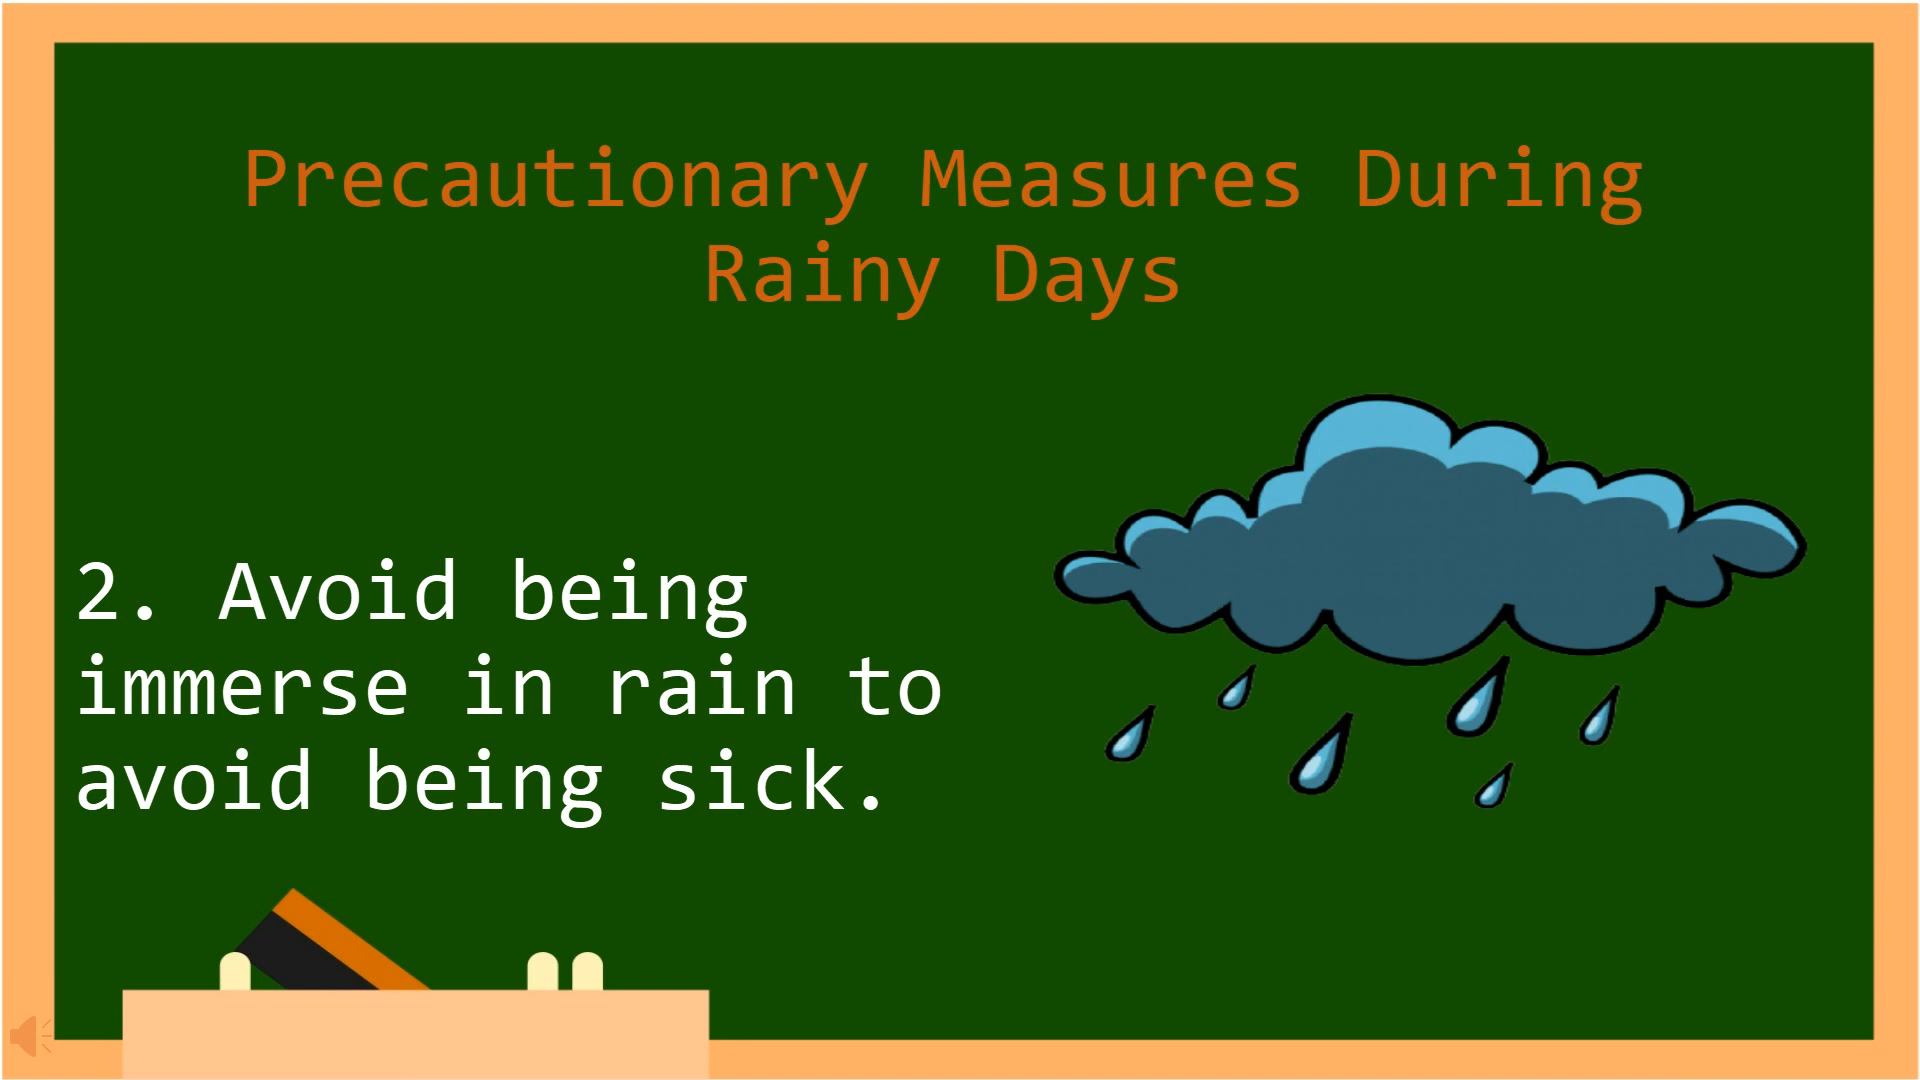 Precautionary Measures During
Rainy Days
2. Avoid being
immerse in rain to
avoid being sick.